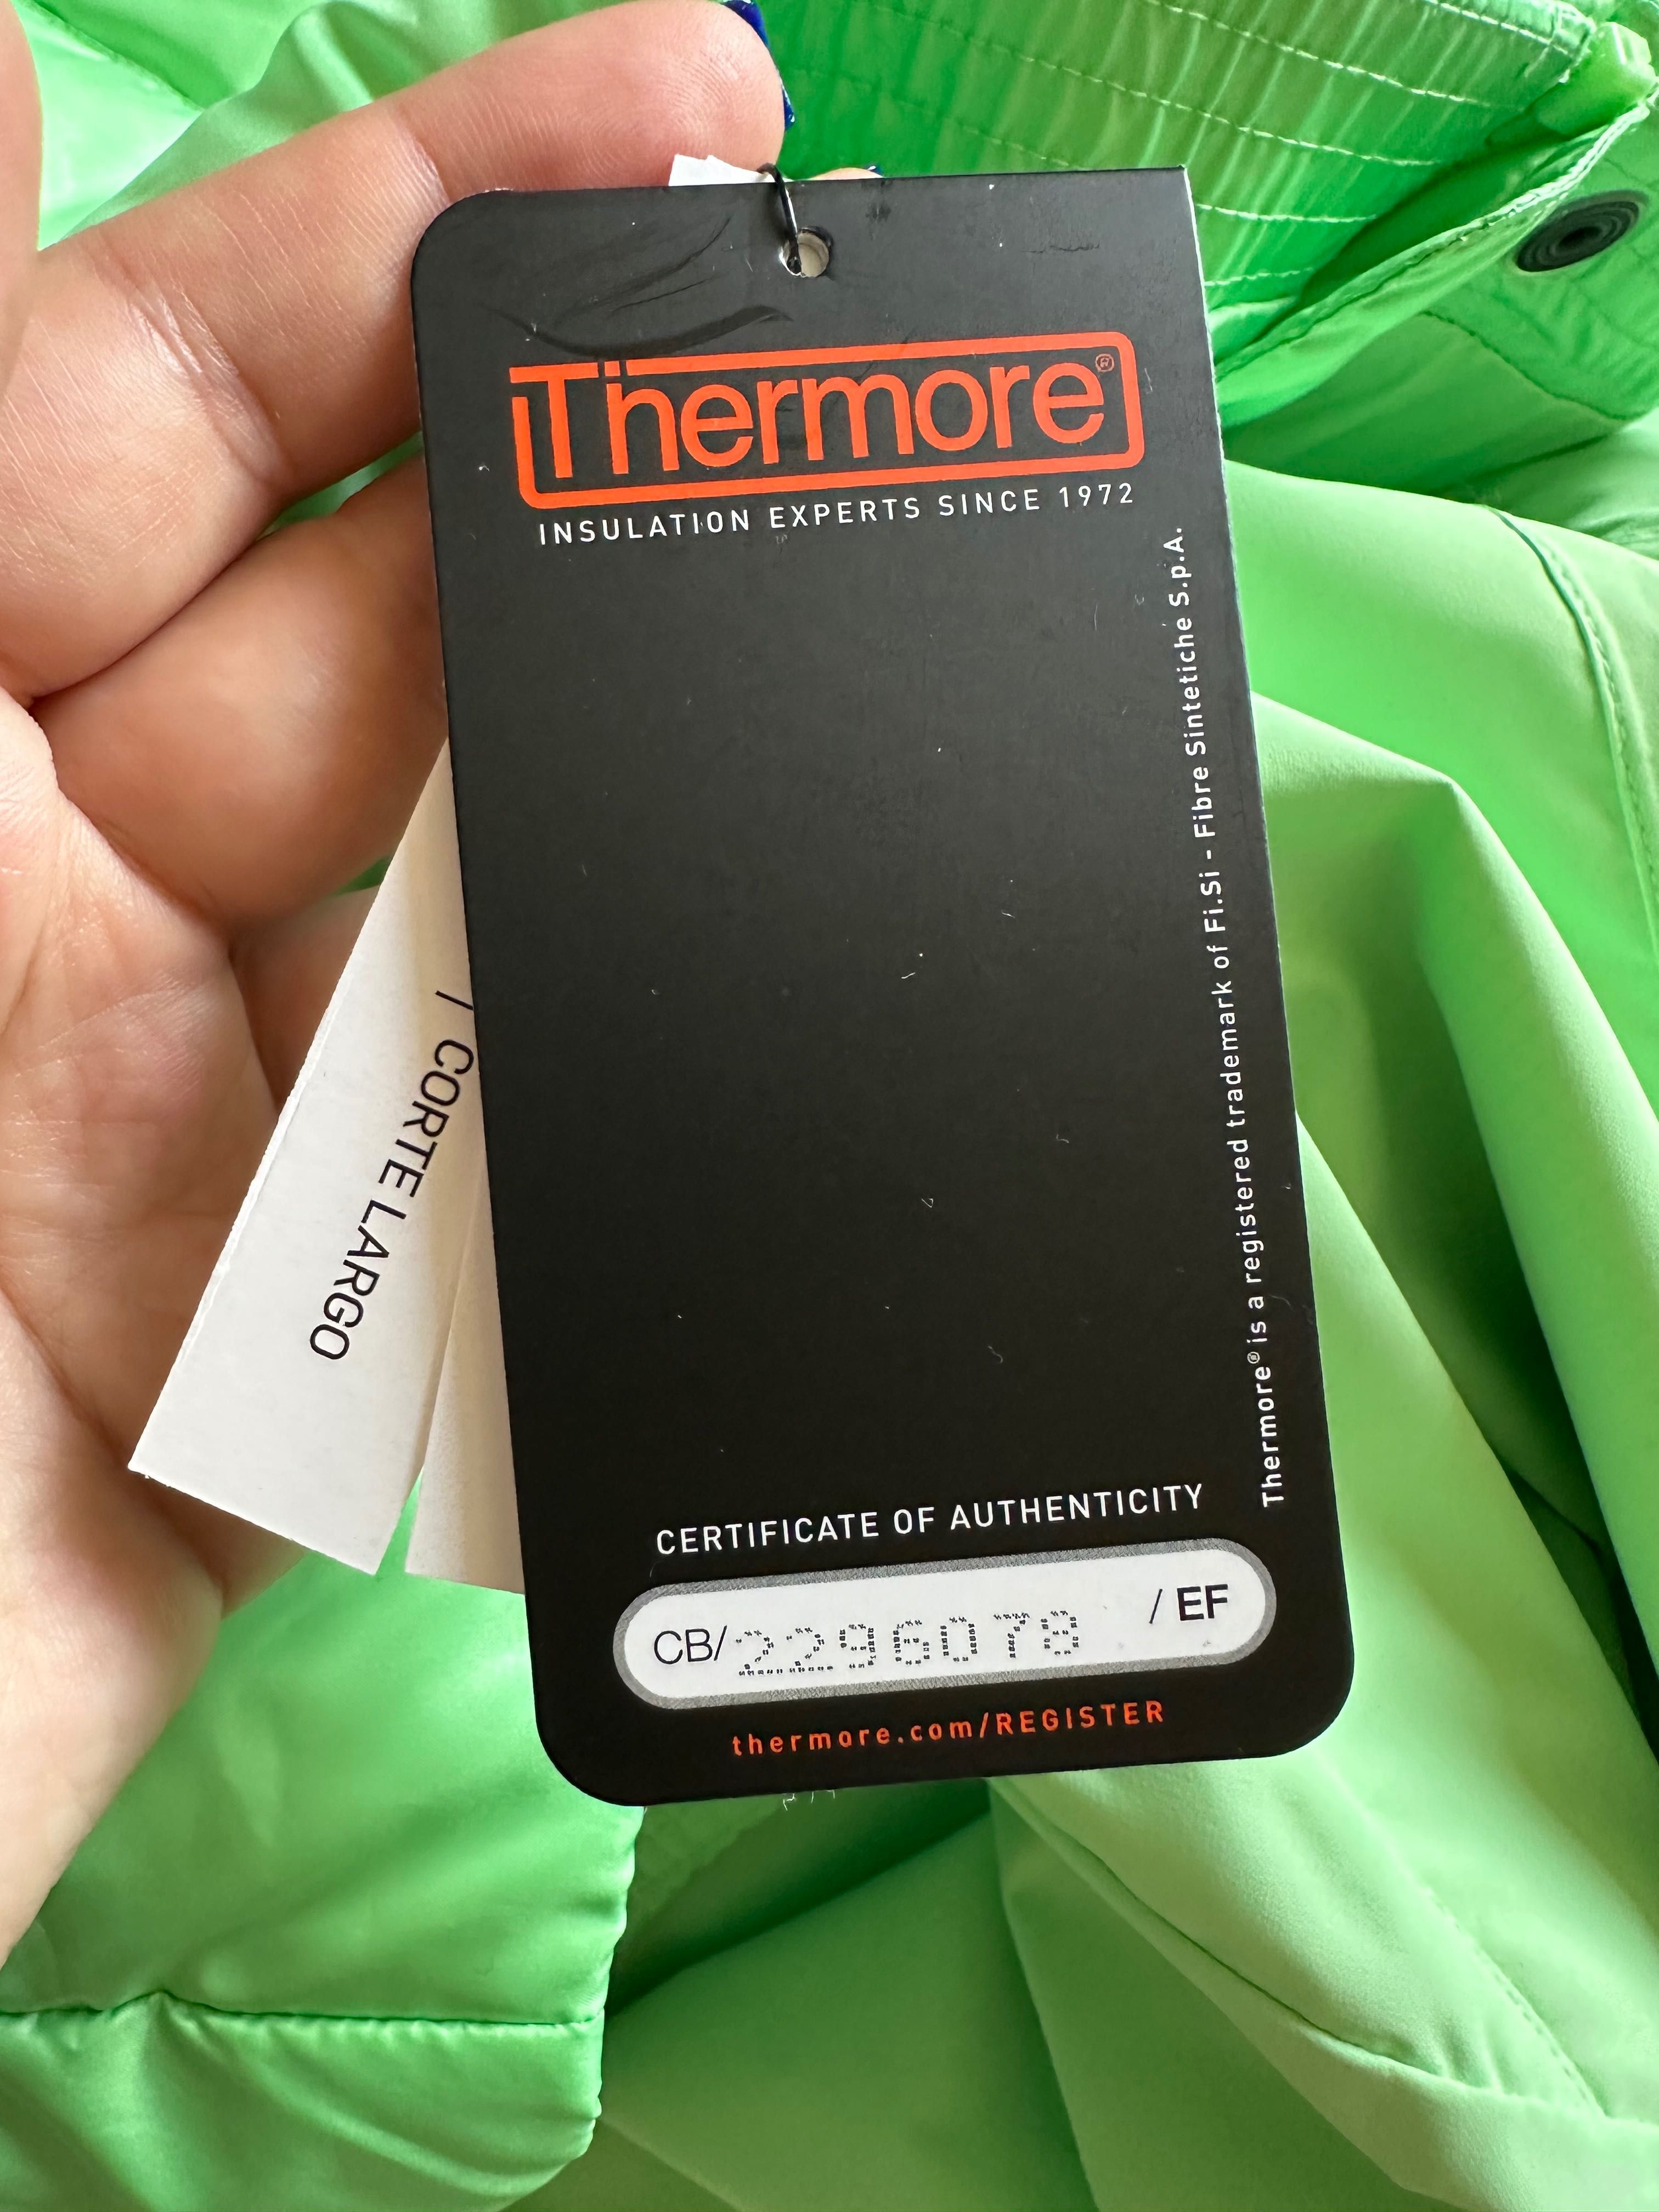 Thermore®
INSULATION EXPERTS SINCE 1972
Thermore® is a registered trademark of Fi.Si - Fibre Sintetiche S.p.A.
/ CORTE LARGO
CERTIFICATE OF AUTHENTICITY
CB/2296078 / EF
thermore.com/REGISTER